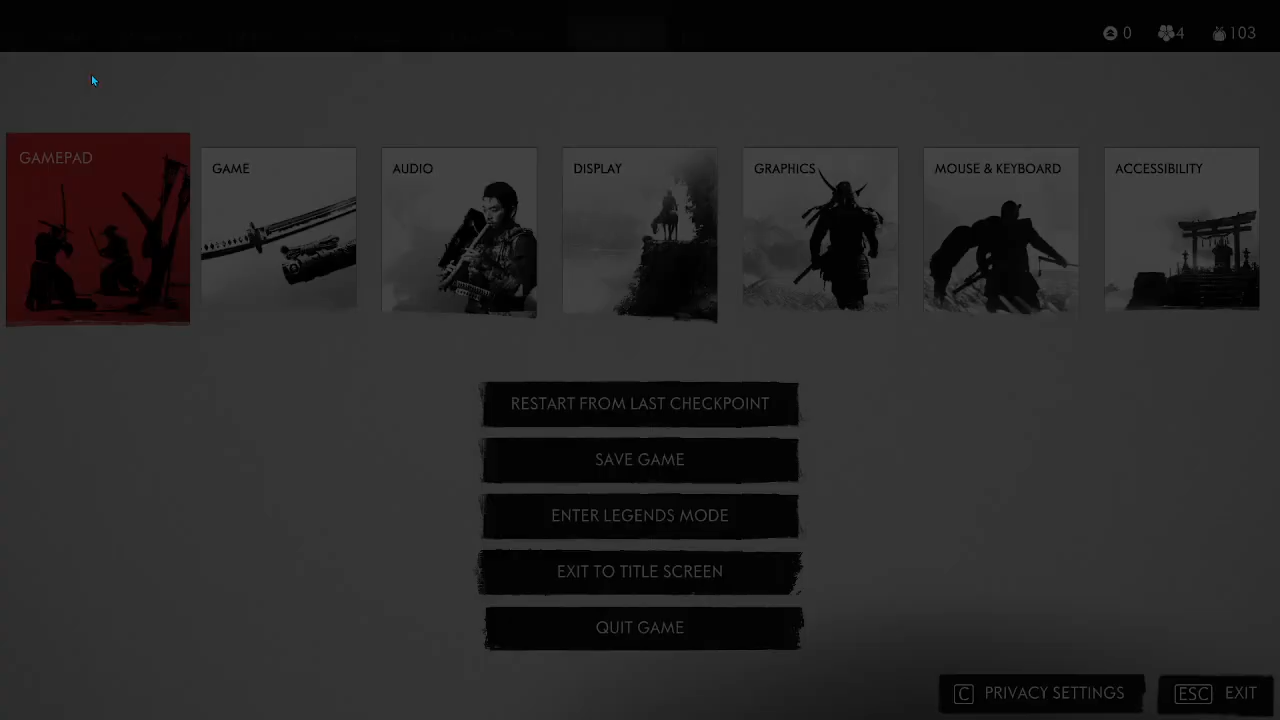 0 4 103
GAMEPAD
GAME
AUDIO
DISPLAY
GRAPHICS
MOUSE & KEYBOARD
ACCESSIBILITY
RESTART FROM LAST CHECKPOINT
SAVE GAME
ENTER LEGENDS MODE
EXIT TO TITLE SCREEN
QUIT GAME
C PRIVACY SETTINGS
ESC EXIT